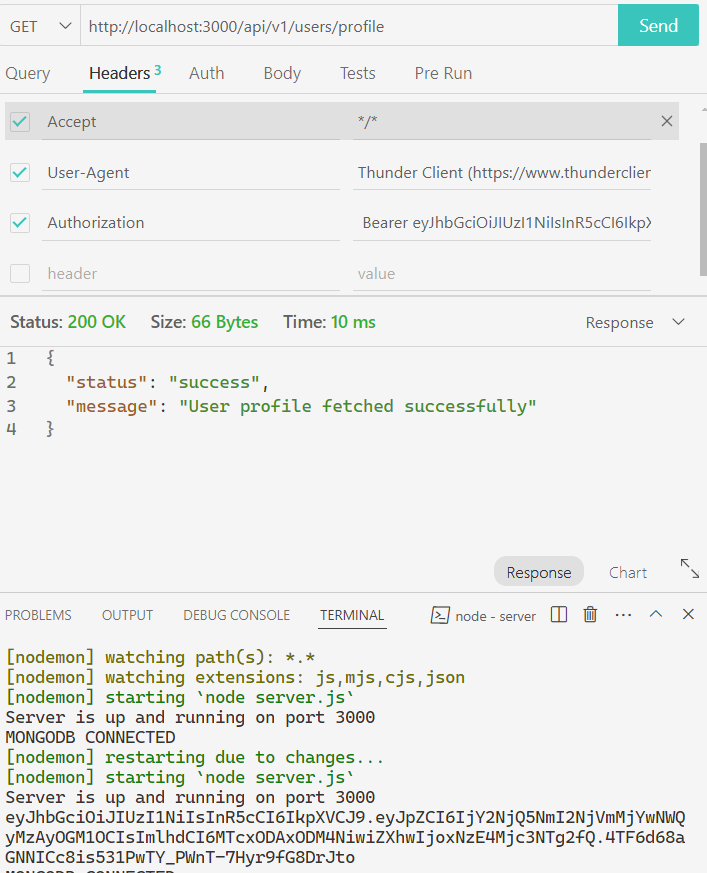 GET http://localhost:3000/api/v1/users/profile Send
Query Headers 3 Auth Body Tests Pre Run
Accept */*
User-Agent Thunder Client (https://www.thunderclier
Authorization Bearer eyJhbGciOiJIUzI1NiIsInR5cCI6IkpX
header value
Status: 200 OK Size: 66 Bytes Time: 10 ms Response
1 {
2 "status": "success",
3 "message": "User profile fetched successfully"
4 }
Response Chart
PROBLEMS OUTPUT DEBUG CONSOLE TERMINAL node - server
[nodemon] watching path(s): *.*
[nodemon] watching extensions: js,mjs,cjs,json
[nodemon] starting `node server.js`
Server is up and running on port 3000
MONGODB CONNECTED
[nodemon] restarting due to changes...
[nodemon] starting `node server.js`
Server is up and running on port 3000
eyJhbGciOiJIUzI1NiIsInR5cCI6IkpXVCJ9.eyJpZCI6IjY2NjQ5NmI2NjVmMjYwNWQ
yMzAyOGM1OCIsImlhdCI6MTcxODAxODM4NiwiZXhwIjoxNzE4Mjc3NTg2fQ.4TF6d68a
GNNICc8is531PwTY_PWnT-7Hyr9fG8DrJto
MONGODB CONNECTED